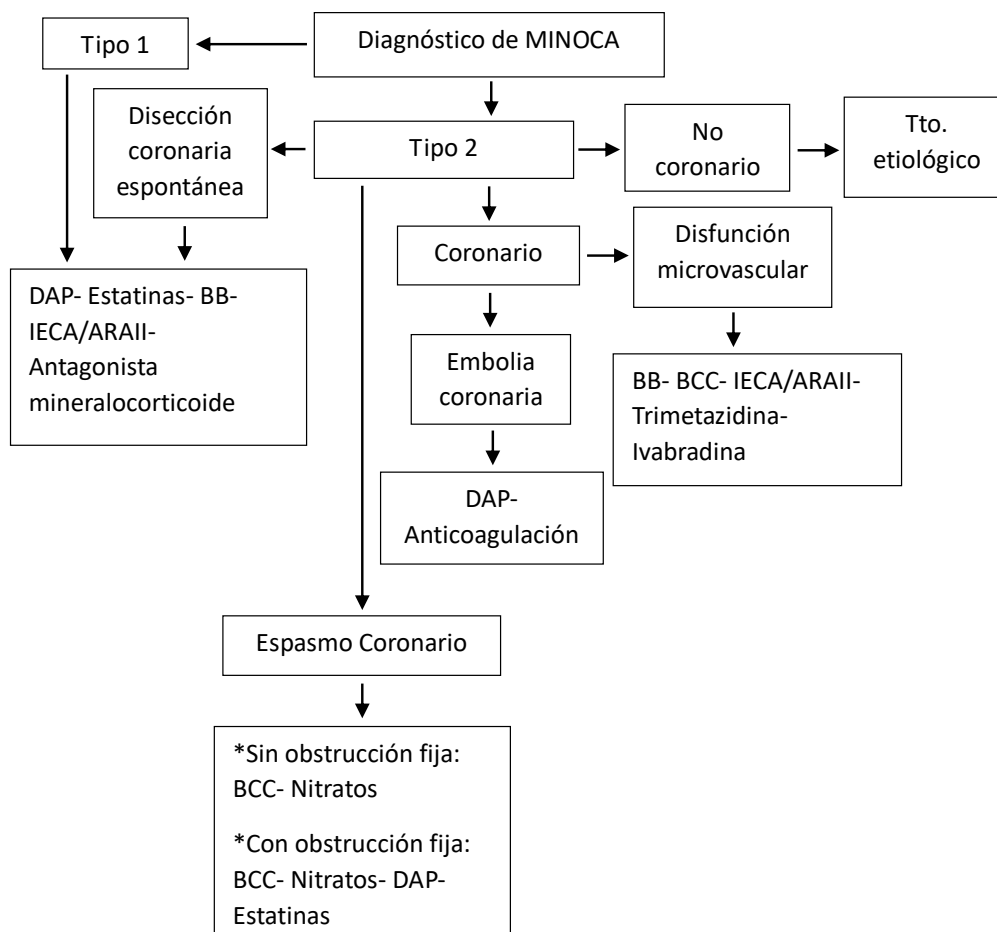 Diagnóstico de MINOCA
Tipo 1
Disección
coronaria
espontánea
Tipo 2
No
coronario
Tto.
etiológico
Coronario
Disfunción
microvascular
DAP- Estatinas- BB-
IECA/ARAII-
Antagonista
mineralocorticoide
Embolia
coronaria
BB- BCC- IECA/ARAII-
Trimetazidina-
Ivabradina
DAP-
Anticoagulación
Espasmo Coronario
*Sin obstrucción fija:
BCC- Nitratos
*Con obstrucción fija:
BCC- Nitratos- DAP-
Estatinas